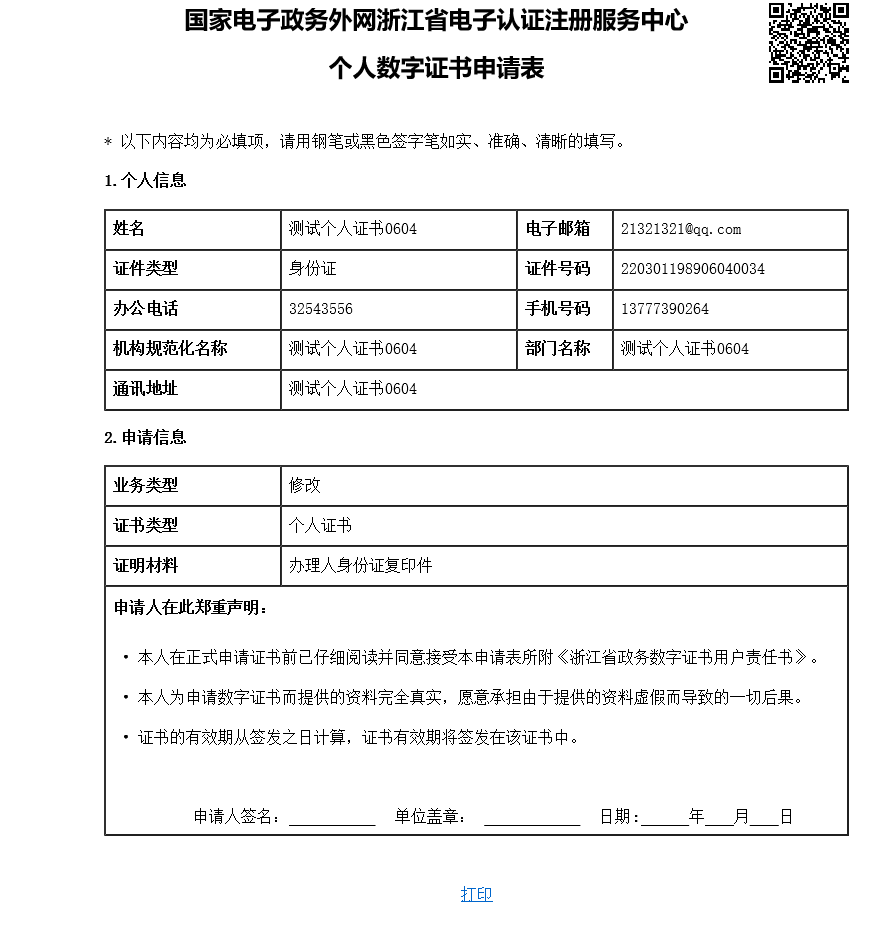 国家电子政务外网浙江省电子认证注册服务中心
个人数字证书申请表
* 以下内容均为必填项，请用钢笔或黑色签字笔如实、准确、清晰的填写。
1.个人信息
姓名 测试个人证书0604 电子邮箱 21321321@qq.com
证件类型 身份证 证件号码 220301198906040034
办公电话 32543556 手机号码 13777390264
机构规范化名称 测试个人证书0604 部门名称 测试个人证书0604
通讯地址 测试个人证书0604
2.申请信息
业务类型 修改
证书类型 个人证书
证明材料 办理人身份证复印件
申请人在此郑重声明：
• 本人在正式申请证书前已仔细阅读并同意接受本申请表所附《浙江省政务数字证书用户责任书》。
• 本人为申请数字证书而提供的资料完全真实，愿意承担由于提供的资料虚假而导致的一切后果。
• 证书的有效期从签发之日计算，证书有效期将签发在该证书中。
申请人签名：___________ 单位盖章： ____________ 日期：______年____月____日
打印